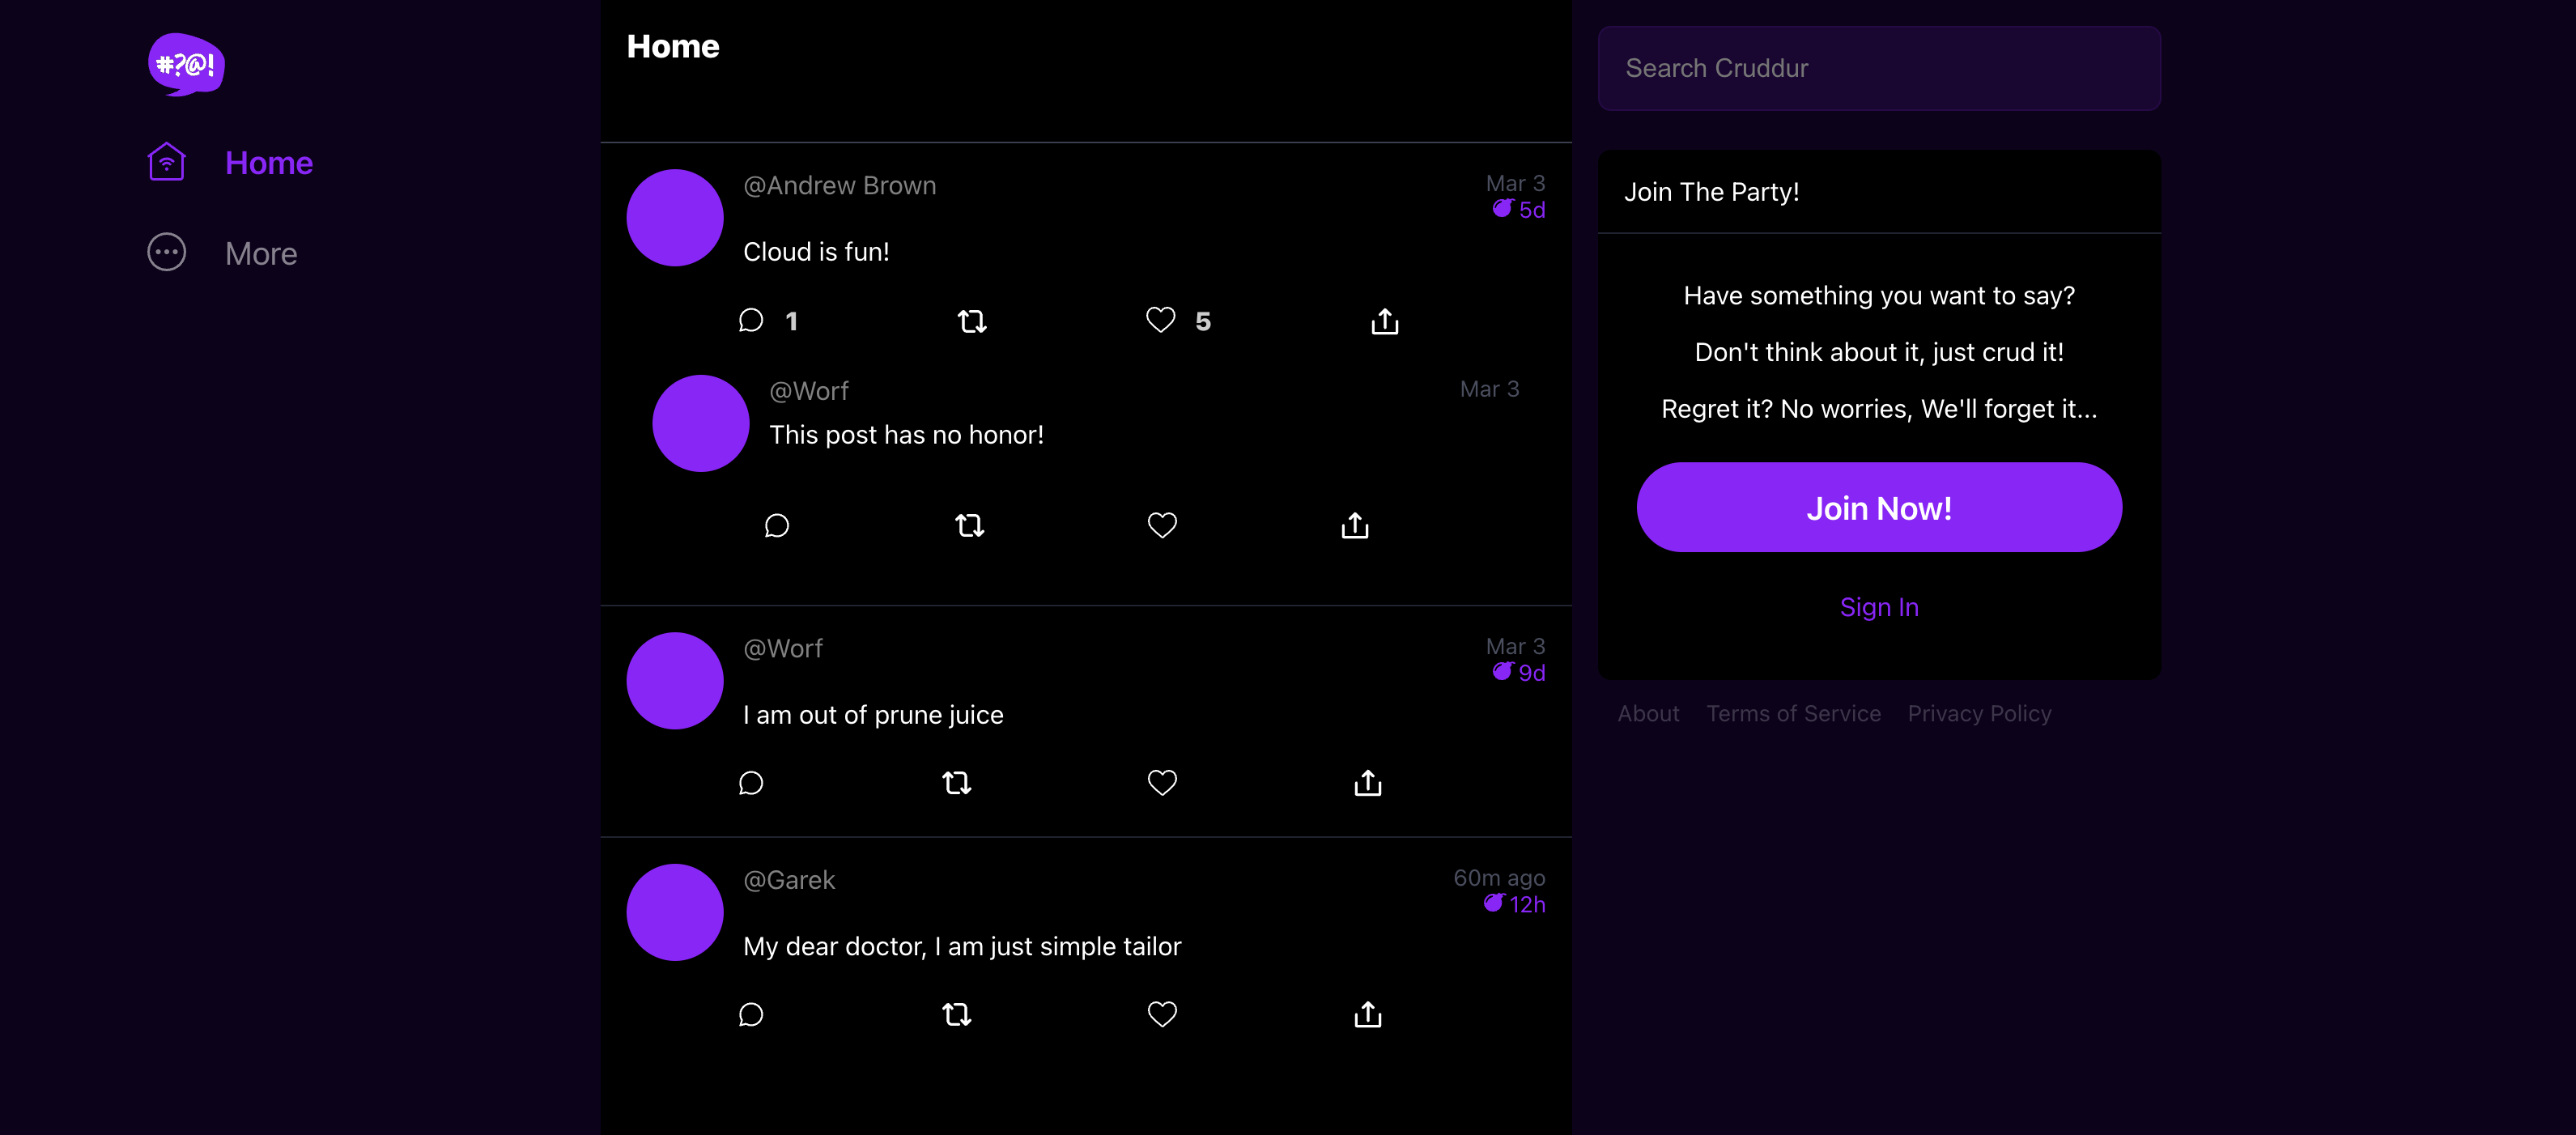 #?@!
Home
More
Home
@Andrew Brown
Mar 3
5d
Cloud is fun!
1
5
@Worf
Mar 3
This post has no honor!
@Worf
Mar 3
9d
I am out of prune juice
@Garek
60m ago
12h
My dear doctor, I am just simple tailor
Search Cruddur
Join The Party!
Have something you want to say?
Don't think about it, just crud it!
Regret it? No worries, We'll forget it...
Join Now!
Sign In
About Terms of Service Privacy Policy